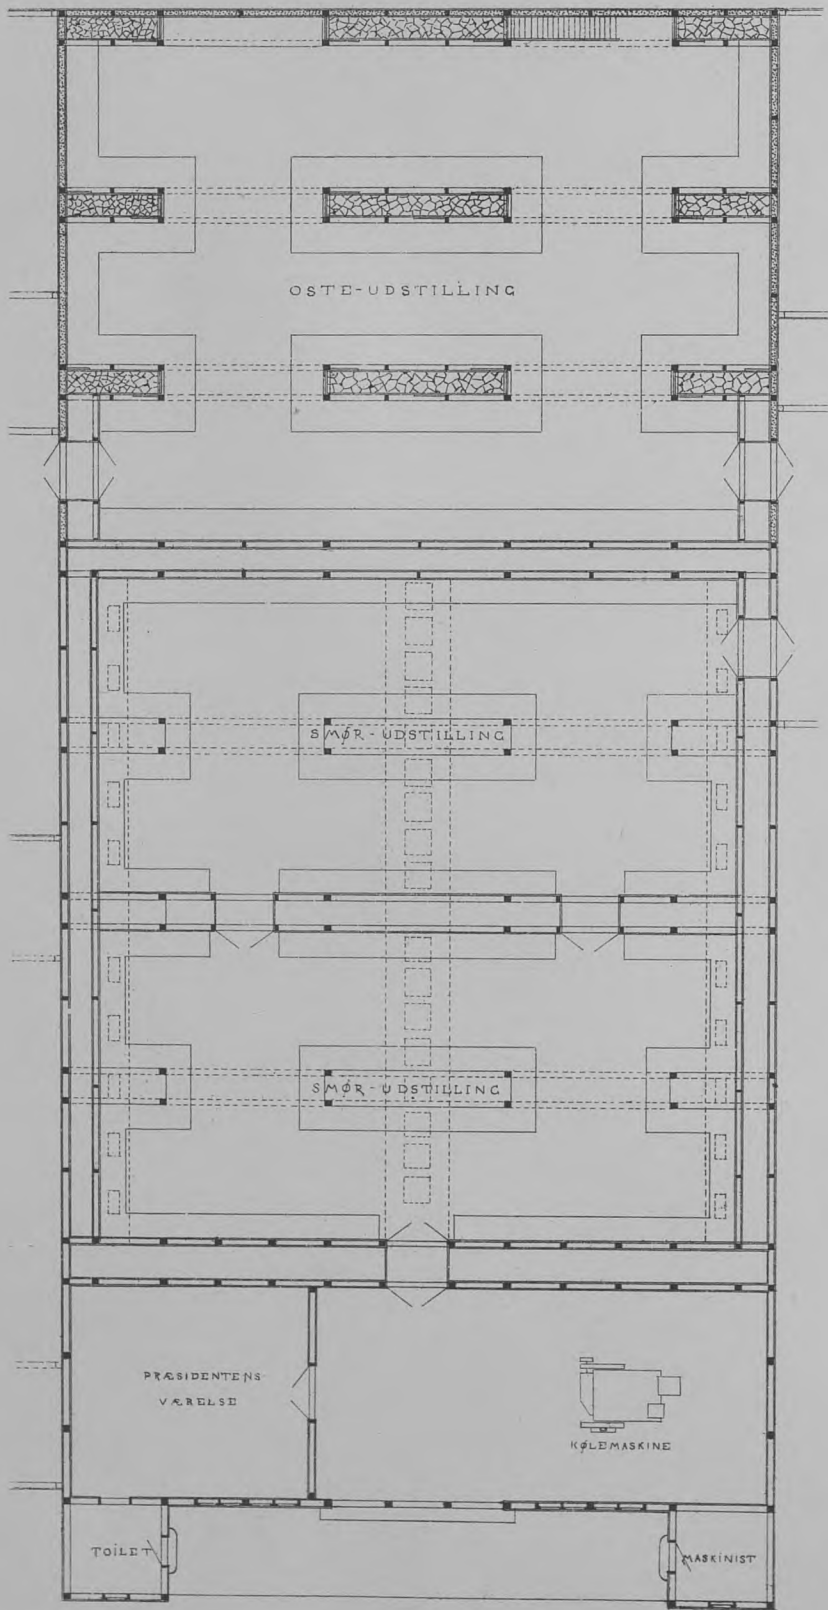 OSTE-UDSTILLING
SMØR-UDSTILLING
SMØR-UDSTILLING
PRÆSIDENTENS
VÆRELSE
KØLEMASKINE
TOILET
MASKINIST